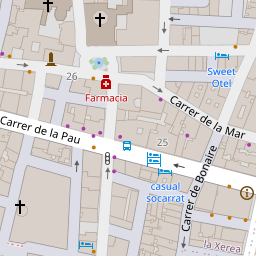 Sweet
Otel
26
Farmacia
Carrer de la Mar
Carrer de la Pau
25
Carrer de Bonaire
casual
socarrat
la Xerea